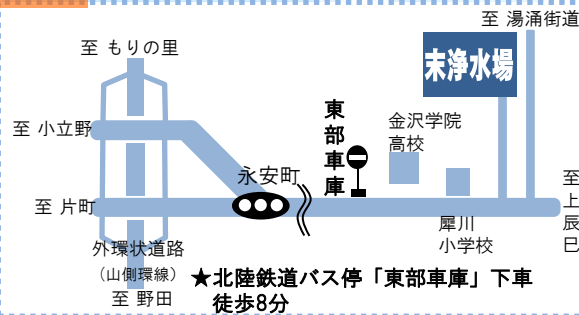 至 湯涌街道
至 もりの里
末浄水場
東部車庫
金沢学院
高校
至 小立野
永安町
至 片町
至上辰巳
犀川
小学校
外環状道路
（山側環線）
至 野田
★北陸鉄道バス停「東部車庫」下車
徒歩8分